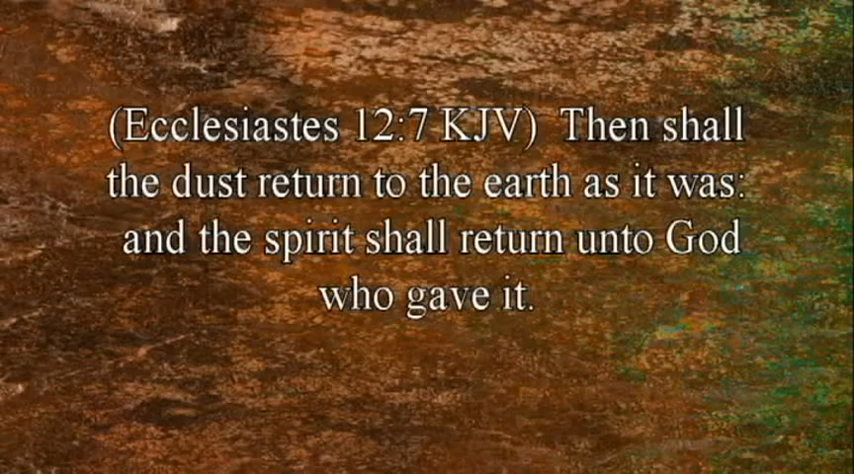 (Ecclesiastes 12:7 KJV)  Then shall
the dust return to the earth as it was:
and the spirit shall return unto God
who gave it.